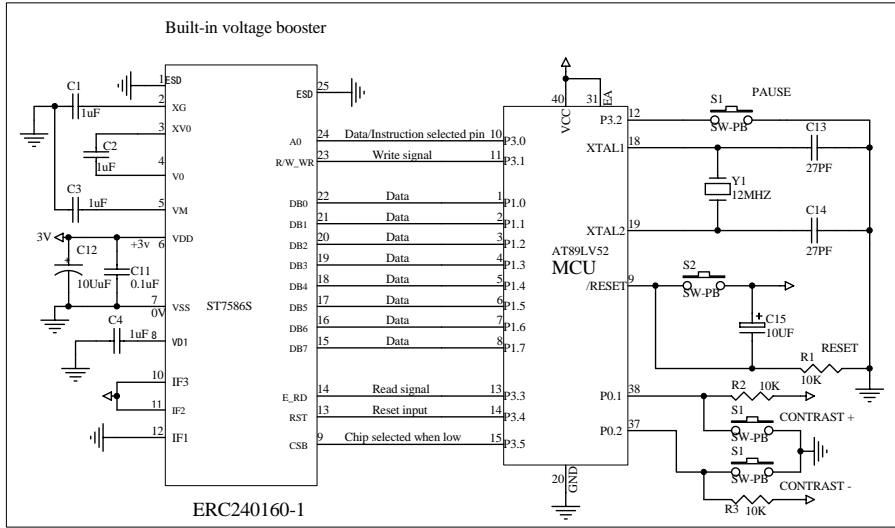 Built-in voltage booster
1 ESD
C1
1uF
2 XG
3 XV0
C2
1uF
4 V0
C3
1uF
5 VM
3V
+3v
VDD
6
C12
10UuF
C11
0.1uF
7
0V
VSS
C4
1uF
8 VD1
10 IF3
11 IF2
12 IF1
ST7586S
ERC240160-1
ESD 25
A0 24 Data/Instruction selected pin 10 P3.0
R/W_WR 23 Write signal 11 P3.1
DB0 22 Data 1 P1.0
DB1 21 Data 2 P1.1
DB2 20 Data 3 P1.2
DB3 19 Data 4 P1.3
DB4 18 Data 5 P1.4
DB5 17 Data 6 P1.5
DB6 16 Data 7 P1.6
DB7 15 Data 8 P1.7
E_RD 14 Read signal 13 P3.3
RST 13 Reset input 14 P3.4
CSB 9 Chip selected when low 15 P3.5
40
VCC
31
EA
AT89LV52
MCU
20
GND
P3.2 12
S1
PAUSE
SW-PB
XTAL1 18
C13
27PF
Y1
12MHZ
XTAL2 19
C14
27PF
/RESET 9
S2
SW-PB
+
C15
10UF
R1
10K
RESET
P0.1 38
R2 10K
S1
CONTRAST +
SW-PB
P0.2 37
S1
SW-PB
CONTRAST -
R3 10K